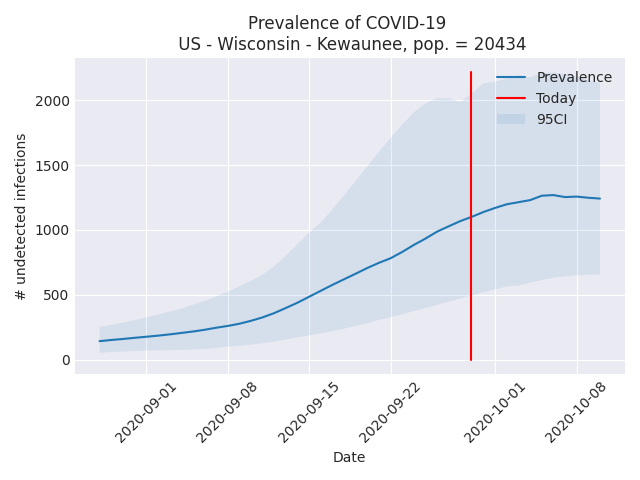 Prevalence of COVID-19
US - Wisconsin - Kewaunee, pop. = 20434
Prevalence
Today
95CI
# undetected infections
2000
1500
1000
500
0
2020-09-01
2020-09-08
2020-09-15
2020-09-22
2020-10-01
2020-10-08
Date